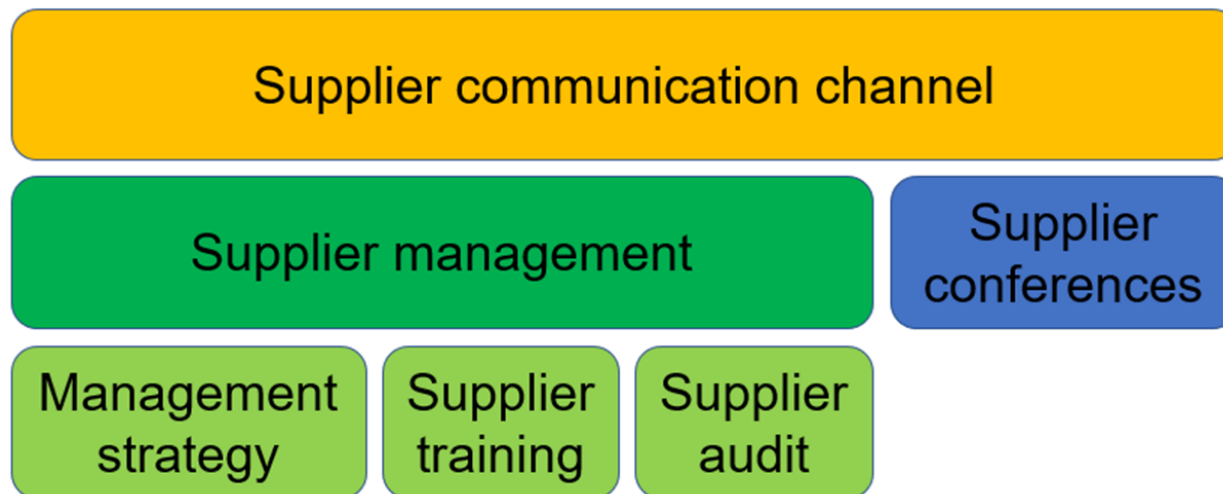 Supplier communication channel
Supplier management
Supplier
conferences
Management
strategy
Supplier
training
Supplier
audit